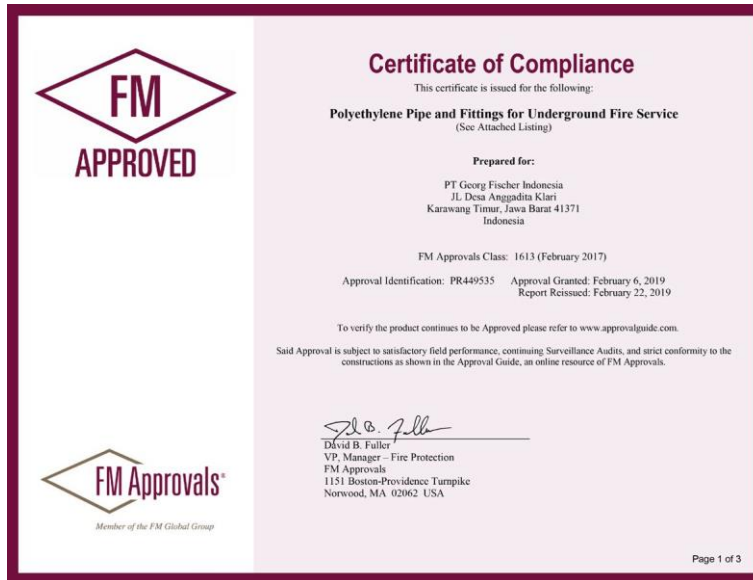 FM
APPROVED
Certificate of Compliance
This certificate is issued for the following:
Polyethylene Pipe and Fittings for Underground Fire Service
(See Attached Listing)
Prepared for:
PT Georg Fischer Indonesia
JL Desa Anggadita Klari
Karawang Timur, Jawa Barat 41371
Indonesia
FM Approvals Class: 1613 (February 2017)
Approval Identification: PR449535 Approval Granted: February 6, 2019
Report Reissued: February 22, 2019
To verify the product continues to be Approved please refer to www.approvalguide.com.
Said Approval is subject to satisfactory field performance, continuing Surveillance Audits, and strict conformity to the
constructions as shown in the Approval Guide, an online resource of FM Approvals.
David B. Fuller
VP, Manager – Fire Protection
FM Approvals
1151 Boston-Providence Turnpike
Norwood, MA 02062 USA
FM Approvals®
Member of the FM Global Group
Page 1 of 3